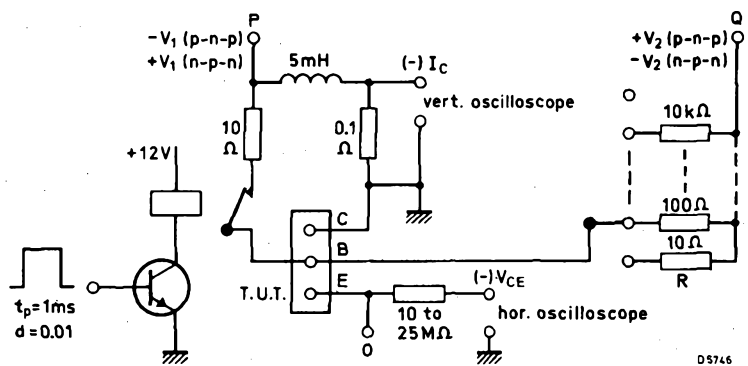 P
Q
−V1 (p-n-p)
+V1 (n-p-n)
5mH
(-) IC
vert. oscilloscope
+V2 (p-n-p)
−V2 (n-p-n)
10kΩ
10
Ω
0.1
Ω
+12V
100Ω
10Ω
R
C
B
E
T.U.T.
tp=1ms
d=0.01
(-)-VCE
10 to
25MΩ
hor. oscilloscope
0
D5746